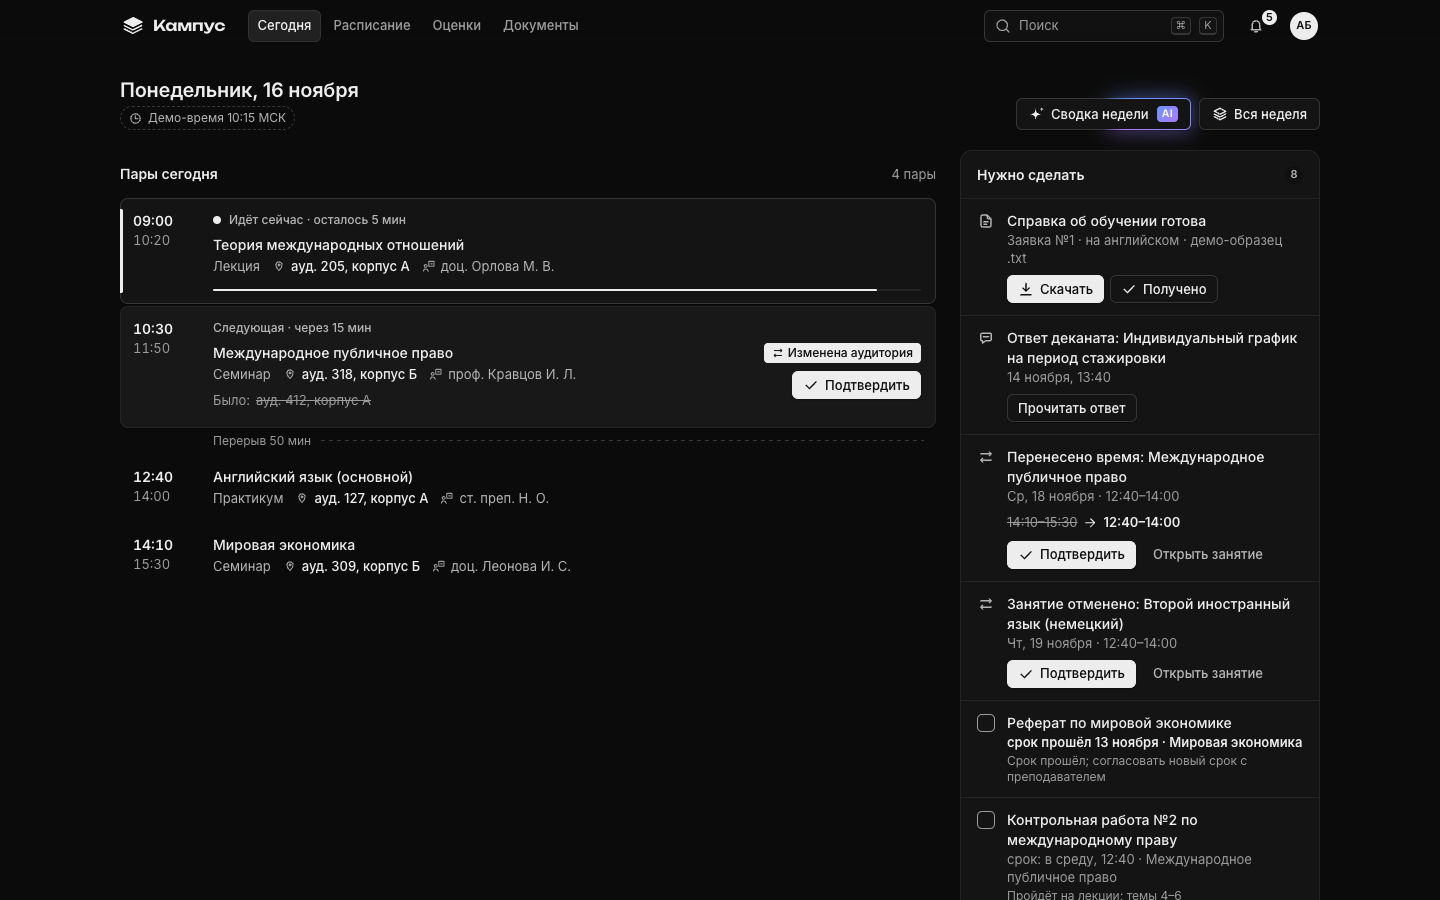 Кампус
Сегодня
Расписание
Оценки
Документы
Поиск
⌘ K
5
АБ
Понедельник, 16 ноября
Демо-время 10:15 МСК
Сводка недели AI
Вся неделя
Пары сегодня
4 пары
09:00
10:20
Идёт сейчас · осталось 5 мин
Теория международных отношений
Лекция ауд. 205, корпус А доц. Орлова М. В.
10:30
11:50
Следующая · через 15 мин
Международное публичное право
Семинар ауд. 318, корпус Б проф. Кравцов И. Л.
Было: ауд. 412, корпус А
Изменена аудитория
Подтвердить
Перерыв 50 мин
12:40
14:00
Английский язык (основной)
Практикум ауд. 127, корпус А ст. преп. Н. О.
14:10
15:30
Мировая экономика
Семинар ауд. 309, корпус Б доц. Леонова И. С.
Нужно сделать
8
Справка об обучении готова
Заявка №1 · на английском · демо-образец
.txt
Скачать
Получено
Ответ деканата: Индивидуальный график
на период стажировки
14 ноября, 13:40
Прочитать ответ
Перенесено время: Международное
публичное право
Ср, 18 ноября · 12:40–14:00
14:10–15:30 → 12:40–14:00
Подтвердить
Открыть занятие
Занятие отменено: Второй иностранный
язык (немецкий)
Чт, 19 ноября · 12:40–14:00
Подтвердить
Открыть занятие
Реферат по мировой экономике
срок прошёл 13 ноября · Мировая экономика
Срок прошёл; согласовать новый срок с
преподавателем
Контрольная работа №2 по
международному праву
срок: в среду, 12:40 · Международное
публичное право
Пройдёт на лекции; темы 4–6